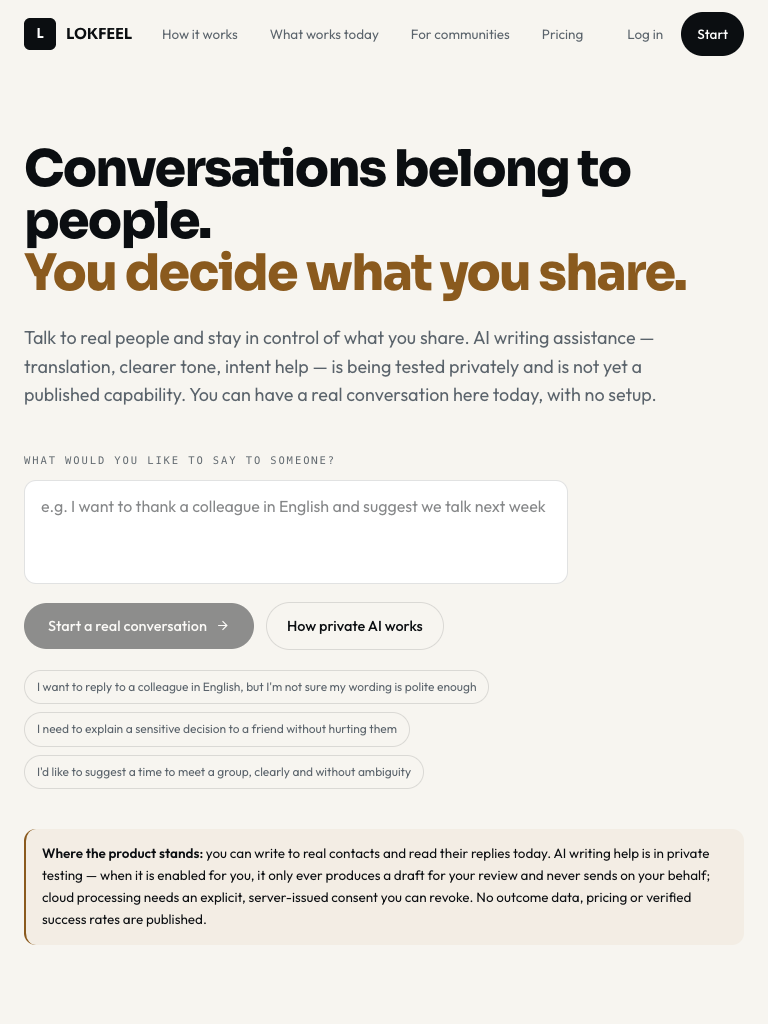 L LOKFEEL How it works What works today For communities Pricing Log in Start
Conversations belong to
people.
You decide what you share.
Talk to real people and stay in control of what you share. AI writing assistance —
translation, clearer tone, intent help — is being tested privately and is not yet a
published capability. You can have a real conversation here today, with no setup.
WHAT WOULD YOU LIKE TO SAY TO SOMEONE?
e.g. I want to thank a colleague in English and suggest we talk next week
Start a real conversation → How private AI works
I want to reply to a colleague in English, but I'm not sure my wording is polite enough
I need to explain a sensitive decision to a friend without hurting them
I'd like to suggest a time to meet a group, clearly and without ambiguity
Where the product stands: you can write to real contacts and read their replies today. AI writing help is in private
testing — when it is enabled for you, it only ever produces a draft for your review and never sends on your behalf;
cloud processing needs an explicit, server-issued consent you can revoke. No outcome data, pricing or verified
success rates are published.